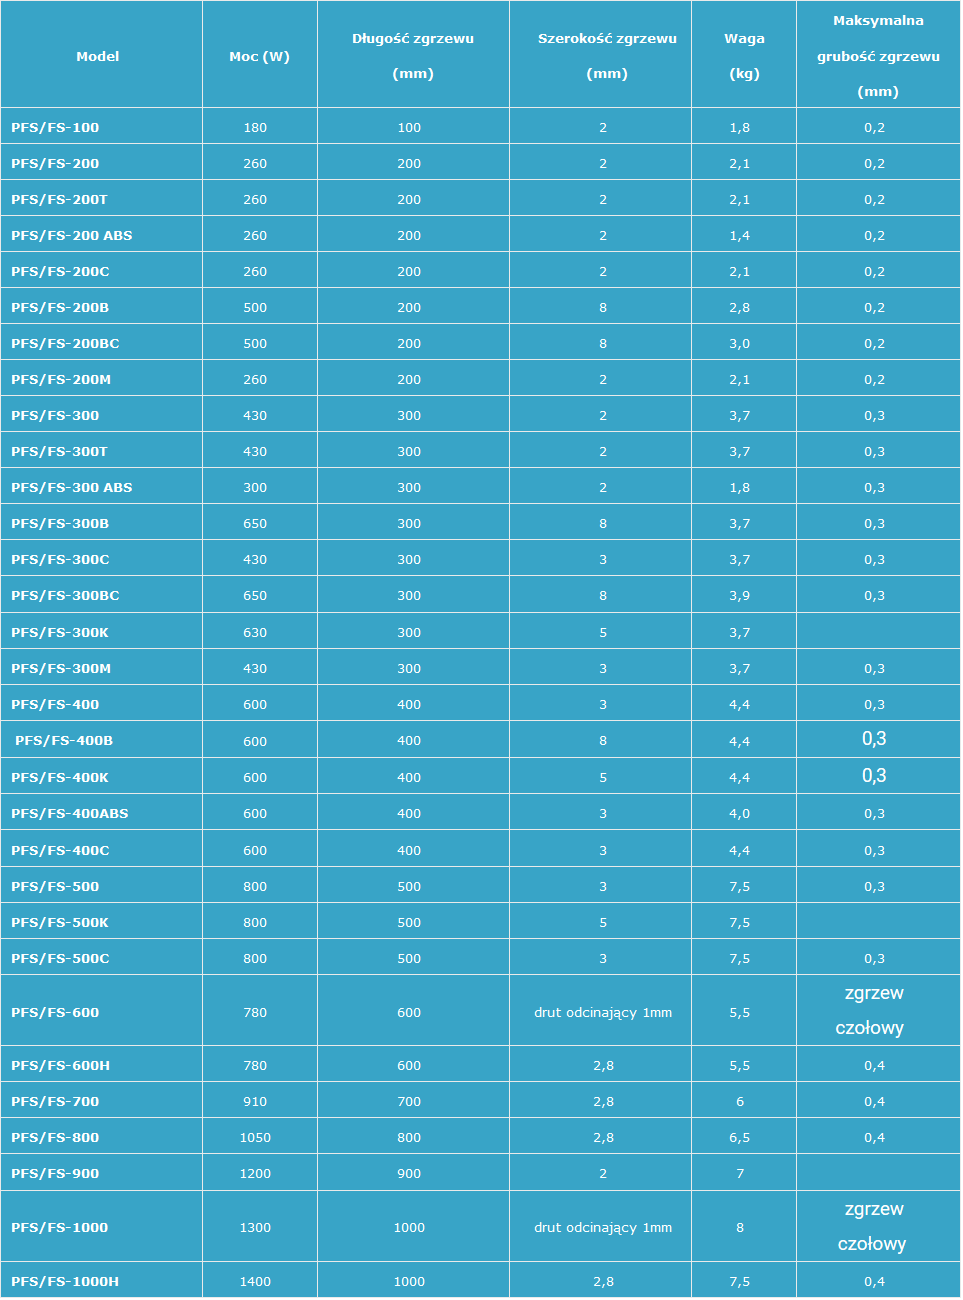 Model Moc (W) Długość zgrzewu (mm) Szerokość zgrzewu (mm) Waga (kg) Maksymalna grubość zgrzewu (mm)
PFS/FS-100 180 100 2 1,8 0,2
PFS/FS-200 260 200 2 2,1 0,2
PFS/FS-200T 260 200 2 2,1 0,2
PFS/FS-200 ABS 260 200 2 1,4 0,2
PFS/FS-200C 260 200 2 2,1 0,2
PFS/FS-200B 500 200 8 2,8 0,2
PFS/FS-200BC 500 200 8 3,0 0,2
PFS/FS-200M 260 200 2 2,1 0,2
PFS/FS-300 430 300 2 3,7 0,3
PFS/FS-300T 430 300 2 3,7 0,3
PFS/FS-300 ABS 300 300 2 1,8 0,3
PFS/FS-300B 650 300 8 3,7 0,3
PFS/FS-300C 430 300 3 3,7 0,3
PFS/FS-300BC 650 300 8 3,9 0,3
PFS/FS-300K 630 300 5 3,7
PFS/FS-300M 430 300 3 3,7 0,3
PFS/FS-400 600 400 3 4,4 0,3
PFS/FS-400B 600 400 8 4,4 0,3
PFS/FS-400K 600 400 5 4,4 0,3
PFS/FS-400ABS 600 400 3 4,0 0,3
PFS/FS-400C 600 400 3 4,4 0,3
PFS/FS-500 800 500 3 7,5 0,3
PFS/FS-500K 800 500 5 7,5
PFS/FS-500C 800 500 3 7,5 0,3
PFS/FS-600 780 600 drut odcinający 1mm 5,5 zgrzew czołowy
PFS/FS-600H 780 600 2,8 5,5 0,4
PFS/FS-700 910 700 2,8 6 0,4
PFS/FS-800 1050 800 2,8 6,5 0,4
PFS/FS-900 1200 900 2 7
PFS/FS-1000 1300 1000 drut odcinający 1mm 8 zgrzew czołowy
PFS/FS-1000H 1400 1000 2,8 7,5 0,4